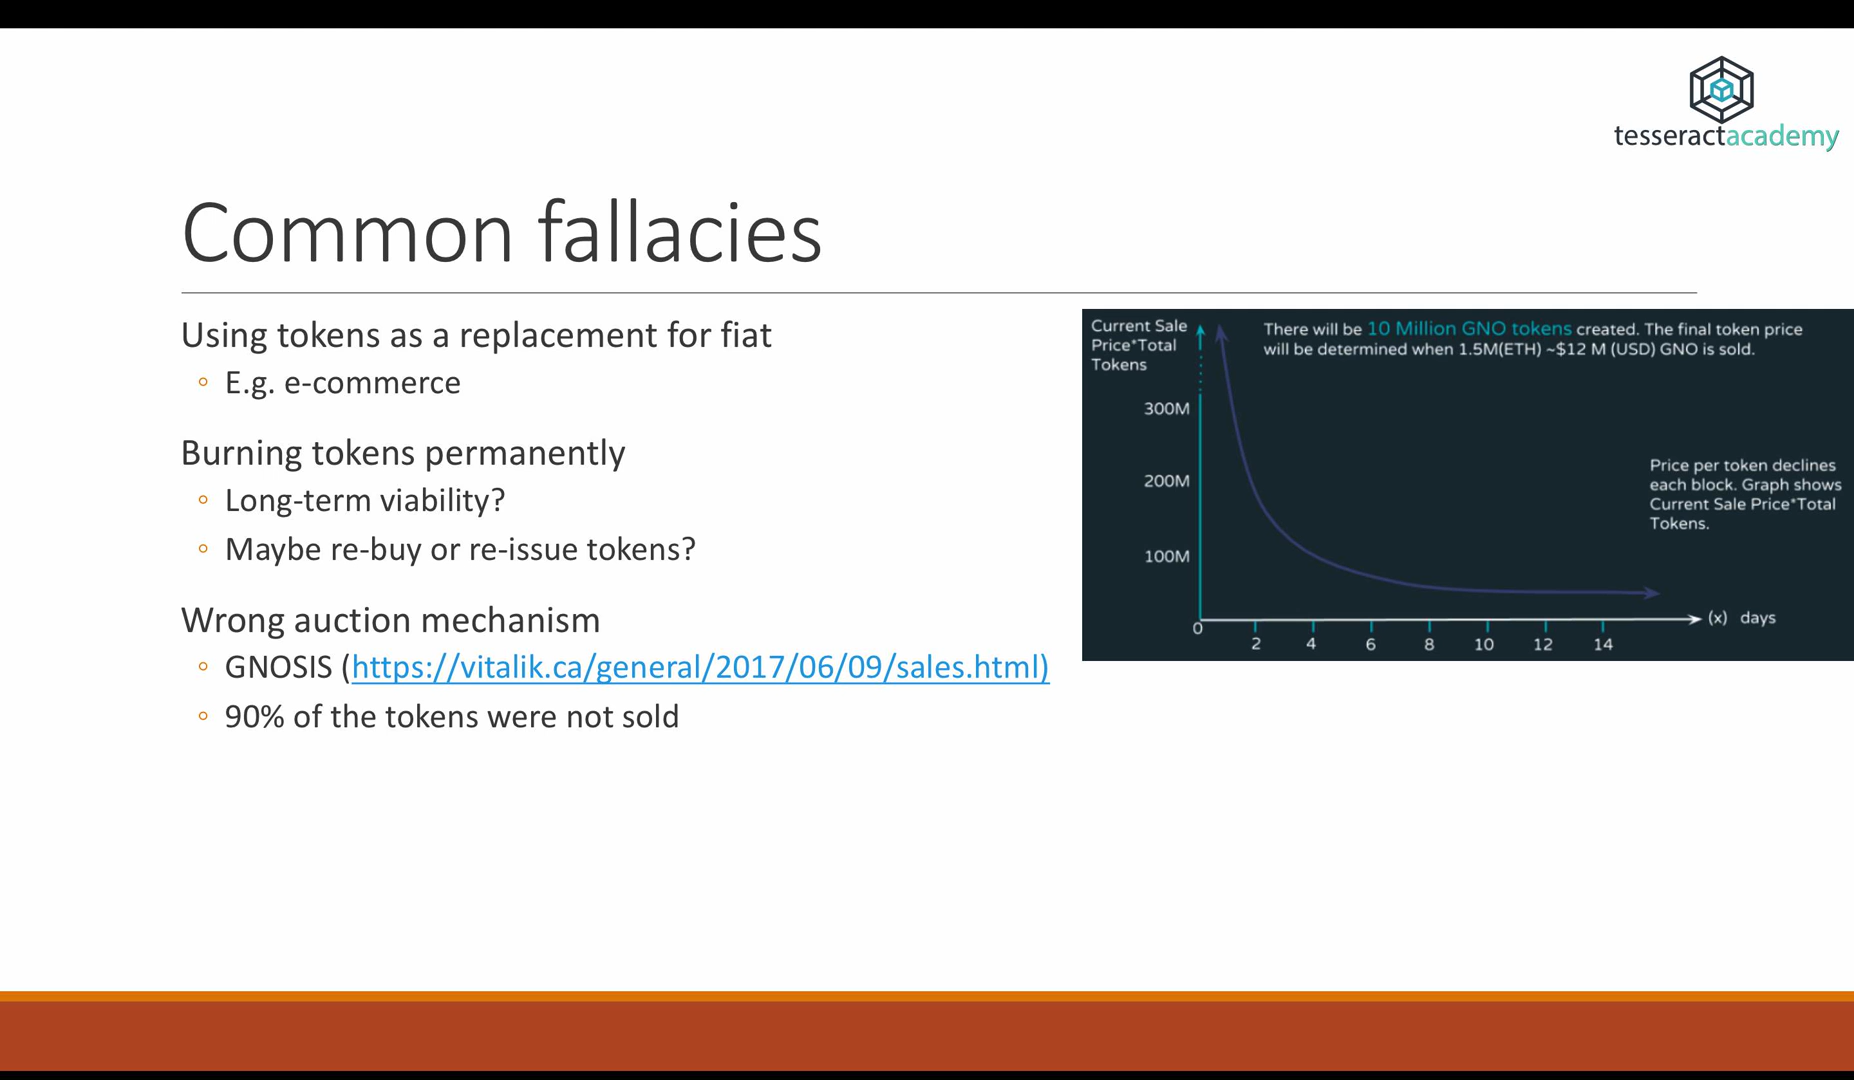 tesseractacademy
Common fallacies
Using tokens as a replacement for fiat
◦ E.g. e-commerce
Burning tokens permanently
◦ Long-term viability?
◦ Maybe re-buy or re-issue tokens?
Wrong auction mechanism
◦ GNOSIS (https://vitalik.ca/general/2017/06/09/sales.html)
◦ 90% of the tokens were not sold
Current Sale
Price*Total
Tokens
There will be 10 Million GNO tokens created. The final token price
will be determined when 1.5M(ETH) ~$12 M (USD) GNO is sold.
300M
200M
100M
Price per token declines
each block. Graph shows
Current Sale Price*Total
Tokens.
0 2 4 6 8 10 12 14 (x) days